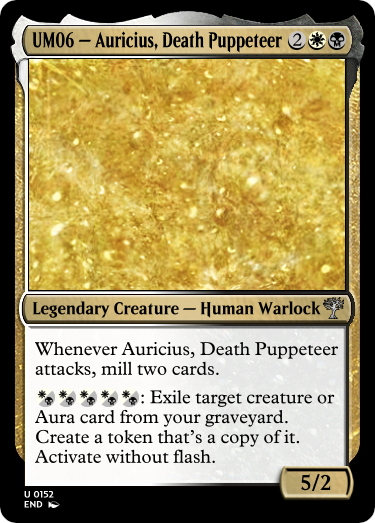 UM06 — Auricius, Death Puppeteer 2
Legendary Creature — Human Warlock
Whenever Auricius, Death Puppeteer
attacks, mill two cards.
: Exile target creature or
Aura card from your graveyard.
Create a token that's a copy of it.
Activate without flash.
5/2
U 0152
END